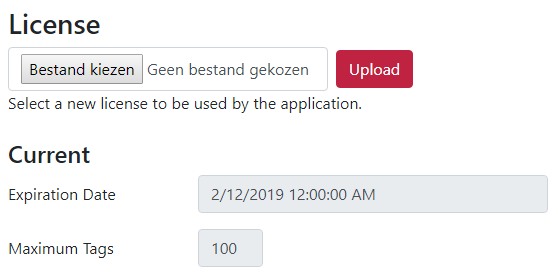 License
Bestand kiezen Geen bestand gekozen Upload
Select a new license to be used by the application.
Current
Expiration Date 2/12/2019 12:00:00 AM
Maximum Tags 100